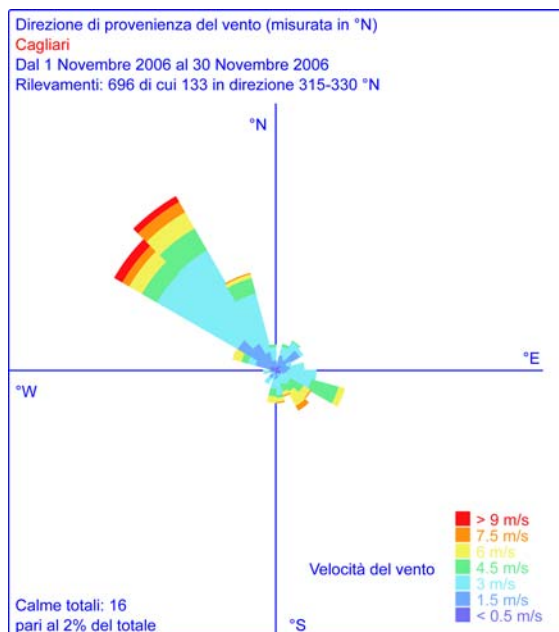 Direzione di provenienza del vento (misurata in °N)
Cagliari
Dal 1 Novembre 2006 al 30 Novembre 2006
Rilevamenti: 696 di cui 133 in direzione 315-330 °N
°N
°E
°W
> 9 m/s
7.5 m/s
6 m/s
4.5 m/s
Velocità del vento
3 m/s
1.5 m/s
< 0.5 m/s
Calme totali: 16
pari al 2% del totale
°S